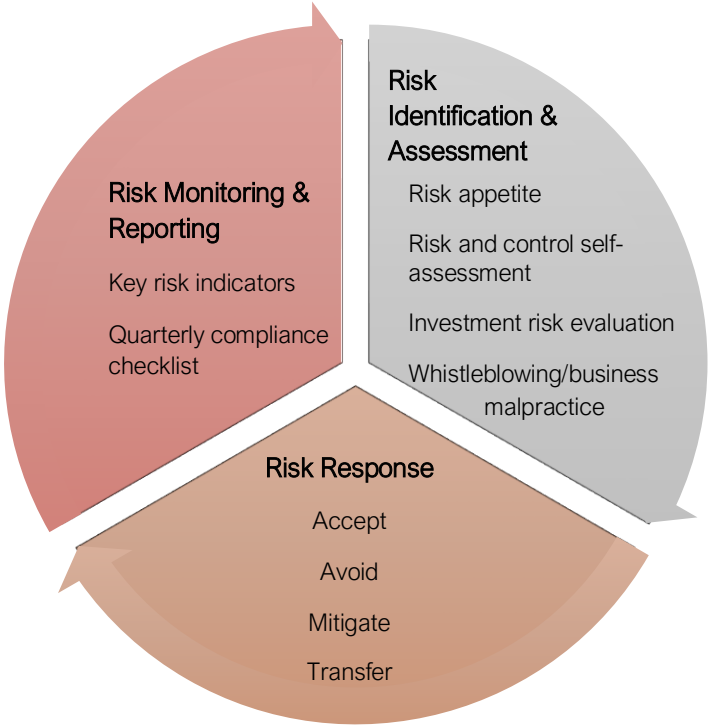 Risk
Identification &
Assessment
Risk appetite
Risk and control self-
assessment
Investment risk evaluation
Whistleblowing/business
malpractice
Risk Response
Accept
Avoid
Mitigate
Transfer
Risk Monitoring &
Reporting
Key risk indicators
Quarterly compliance
checklist